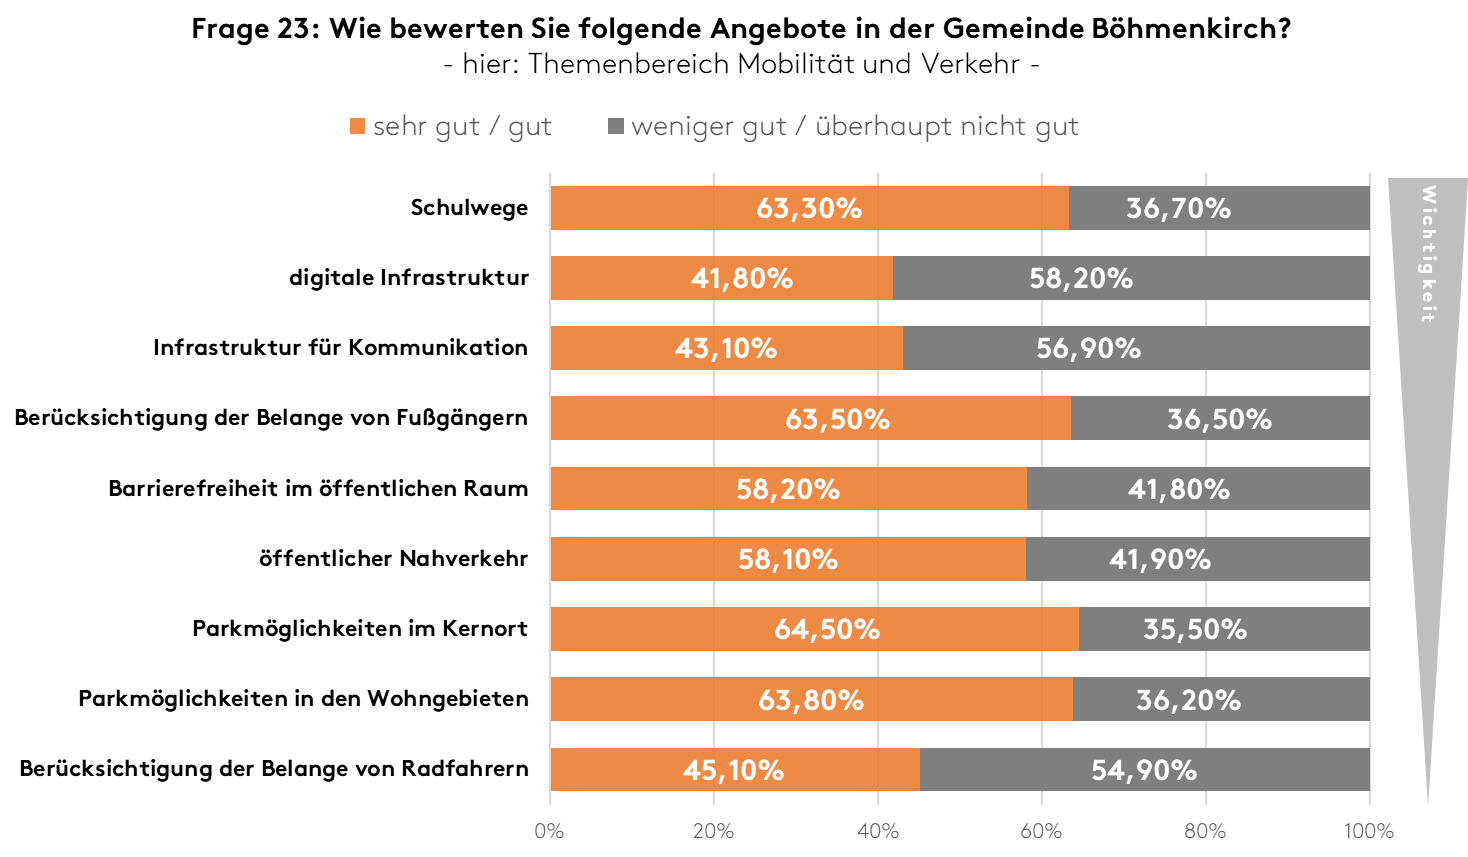 Frage 23: Wie bewerten Sie folgende Angebote in der Gemeinde Böhmenkirch?
- hier: Themenbereich Mobilität und Verkehr -
sehr gut / gut weniger gut / überhaupt nicht gut
Schulwege 63,30% 36,70%
digitale Infrastruktur 41,80% 58,20%
Infrastruktur für Kommunikation 43,10% 56,90%
Berücksichtigung der Belange von Fußgängern 63,50% 36,50%
Barrierefreiheit im öffentlichen Raum 58,20% 41,80%
öffentlicher Nahverkehr 58,10% 41,90%
Parkmöglichkeiten im Kernort 64,50% 35,50%
Parkmöglichkeiten in den Wohngebieten 63,80% 36,20%
Berücksichtigung der Belange von Radfahrern 45,10% 54,90%
0% 20% 40% 60% 80% 100%
Wichtigkeit